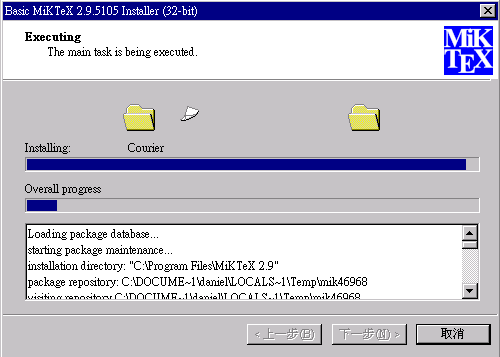 Basic MiKTeX 2.9.5105 Installer (32-bit)
Executing
The main task is being executed.
MiK
TEX
Installing: Courier
Overall progress
Loading package database...
starting package maintenance...
installation directory: "C:\Program Files\MiKTeX 2.9"
package repository: C:\DOCUME~1\daniel\LOCALS~1\Temp\mik46968
visiting repository C:\DOCUME~1\daniel\LOCALS~1\Temp\mik46968
<上一步(B)
下一步(N)>
取消